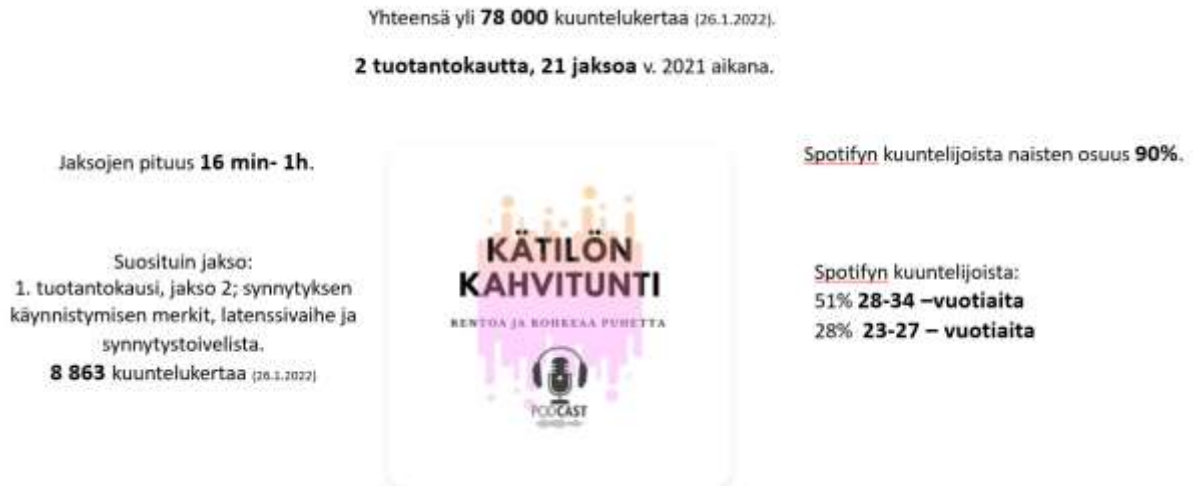 Yhteensä yli 78 000 kuuntelukertaa (26.1.2022).
2 tuotantokautta, 21 jaksoa v. 2021 aikana.
Jaksojen pituus 16 min- 1h.
Spotifyn kuuntelijoista naisten osuus 90%.
Suosituin jakso:
1. tuotantokausi, jakso 2; synnytyksen
käynnistymisen merkit, latenssivaihe ja
synnytystoivelista.
8 863 kuuntelukertaa (26.1.2022)
KÄTILÖN
KAHVITUNTI
RENTOA JA ROHKEAA PUHETTA
PODCAST
Spotifyn kuuntelijoista:
51% 28-34 –vuotiaita
28% 23-27 – vuotiaita